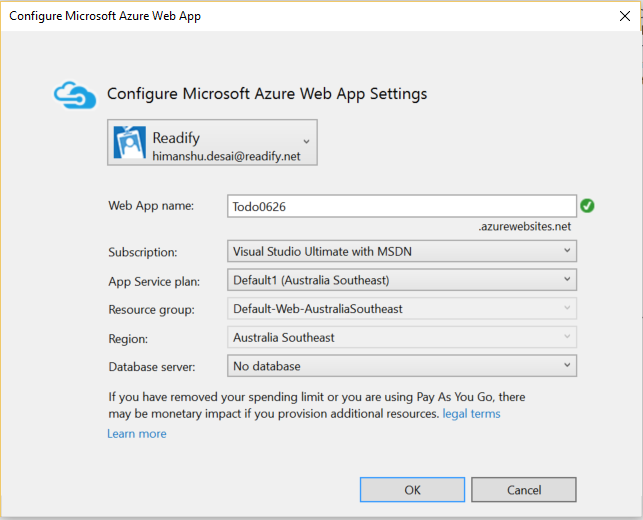 Configure Microsoft Azure Web App
Configure Microsoft Azure Web App Settings
Readify
himanshu.desai@readify.net
Web App name: Todo0626
.azurewebsites.net
Subscription: Visual Studio Ultimate with MSDN
App Service plan: Default1 (Australia Southeast)
Resource group: Default-Web-AustraliaSoutheast
Region: Australia Southeast
Database server: No database
If you have removed your spending limit or you are using Pay As You Go, there
may be monetary impact if you provision additional resources. legal terms
Learn more
OK Cancel